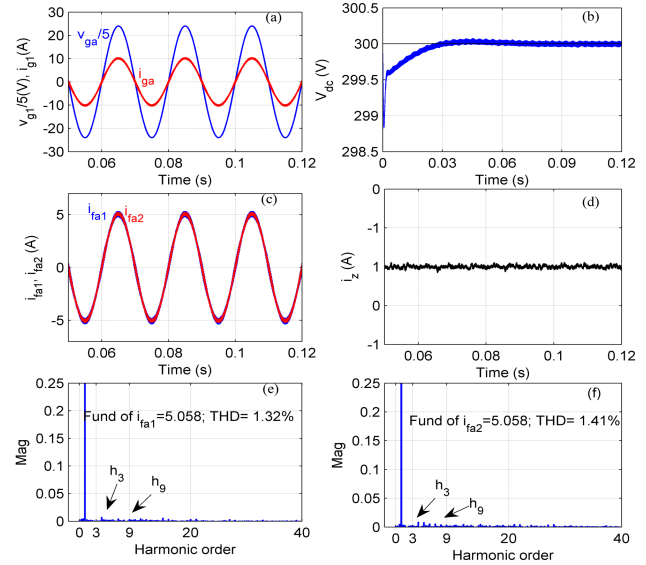 (a)
v_ga/5
i_ga
30
20
10
0
-10
-20
-30
0.06
0.08
0.1
0.12
Time (s)
v_g1/5(V), i_g1(A)
(b)
300.5
300
299.5
299
298.5
0
0.03
0.06
0.09
0.12
Time (s)
V_dc (V)
(c)
i_fa1
i_fa2
5
0
-5
0.06
0.08
0.1
0.12
Time (s)
i_fa1, i_fa2 (A)
(d)
0
-1
1
0
-1
0.06
0.08
0.1
0.12
Time (s)
i_z (A)
(e)
Fund of i_fa1=5.058; THD= 1.32%
h_3
h_9
0.25
0.2
0.15
0.1
0.05
0
0 3 9 20 40
Harmonic order
Mag
(f)
Fund of i_fa2=5.058; THD= 1.41%
h_3
h_9
0.25
0.2
0.15
0.1
0.05
0
0 3 9 20 40
Harmonic order
Mag